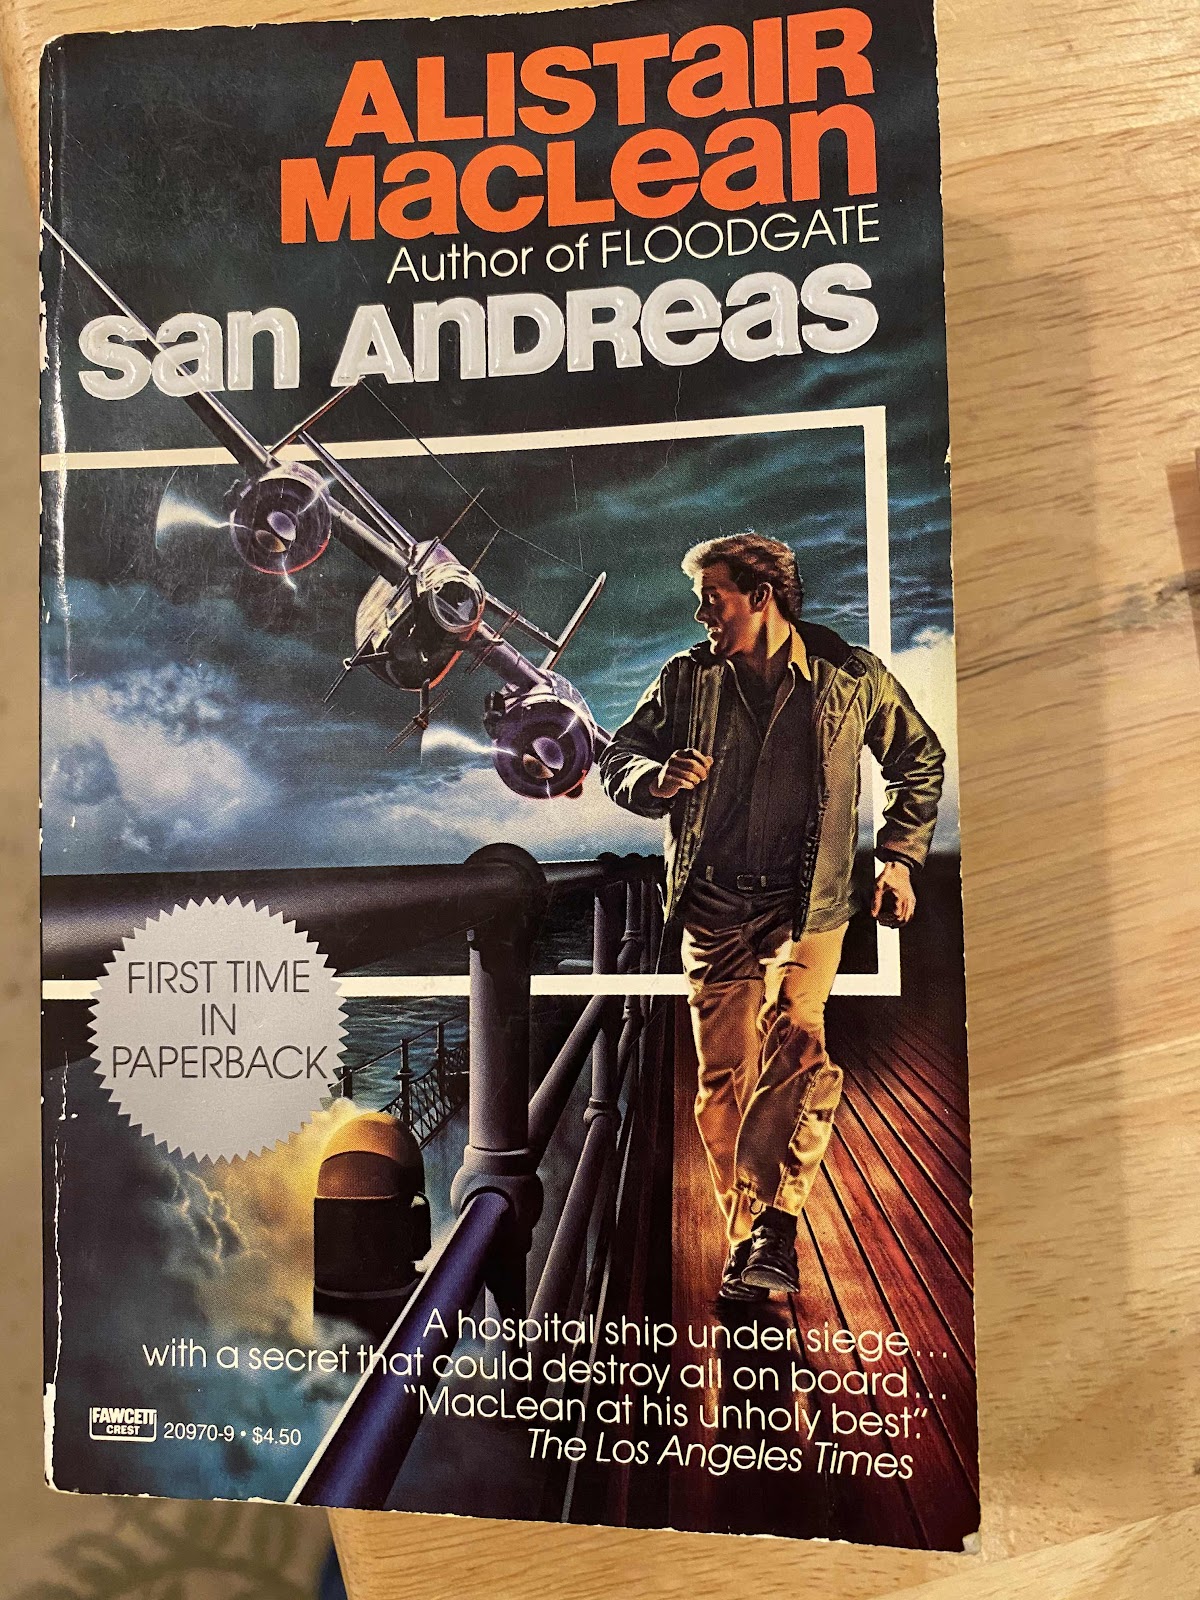 ALISTAIR
MACLEAN
Author of FLOODGATE
SAN ANDREAS
FIRST TIME
IN
PAPERBACK
A hospital ship under siege...
with a secret that could destroy all on board...
"MacLean at his unholy best."
The Los Angeles Times
FAWCETT
CREST
20970-9 • $4.50